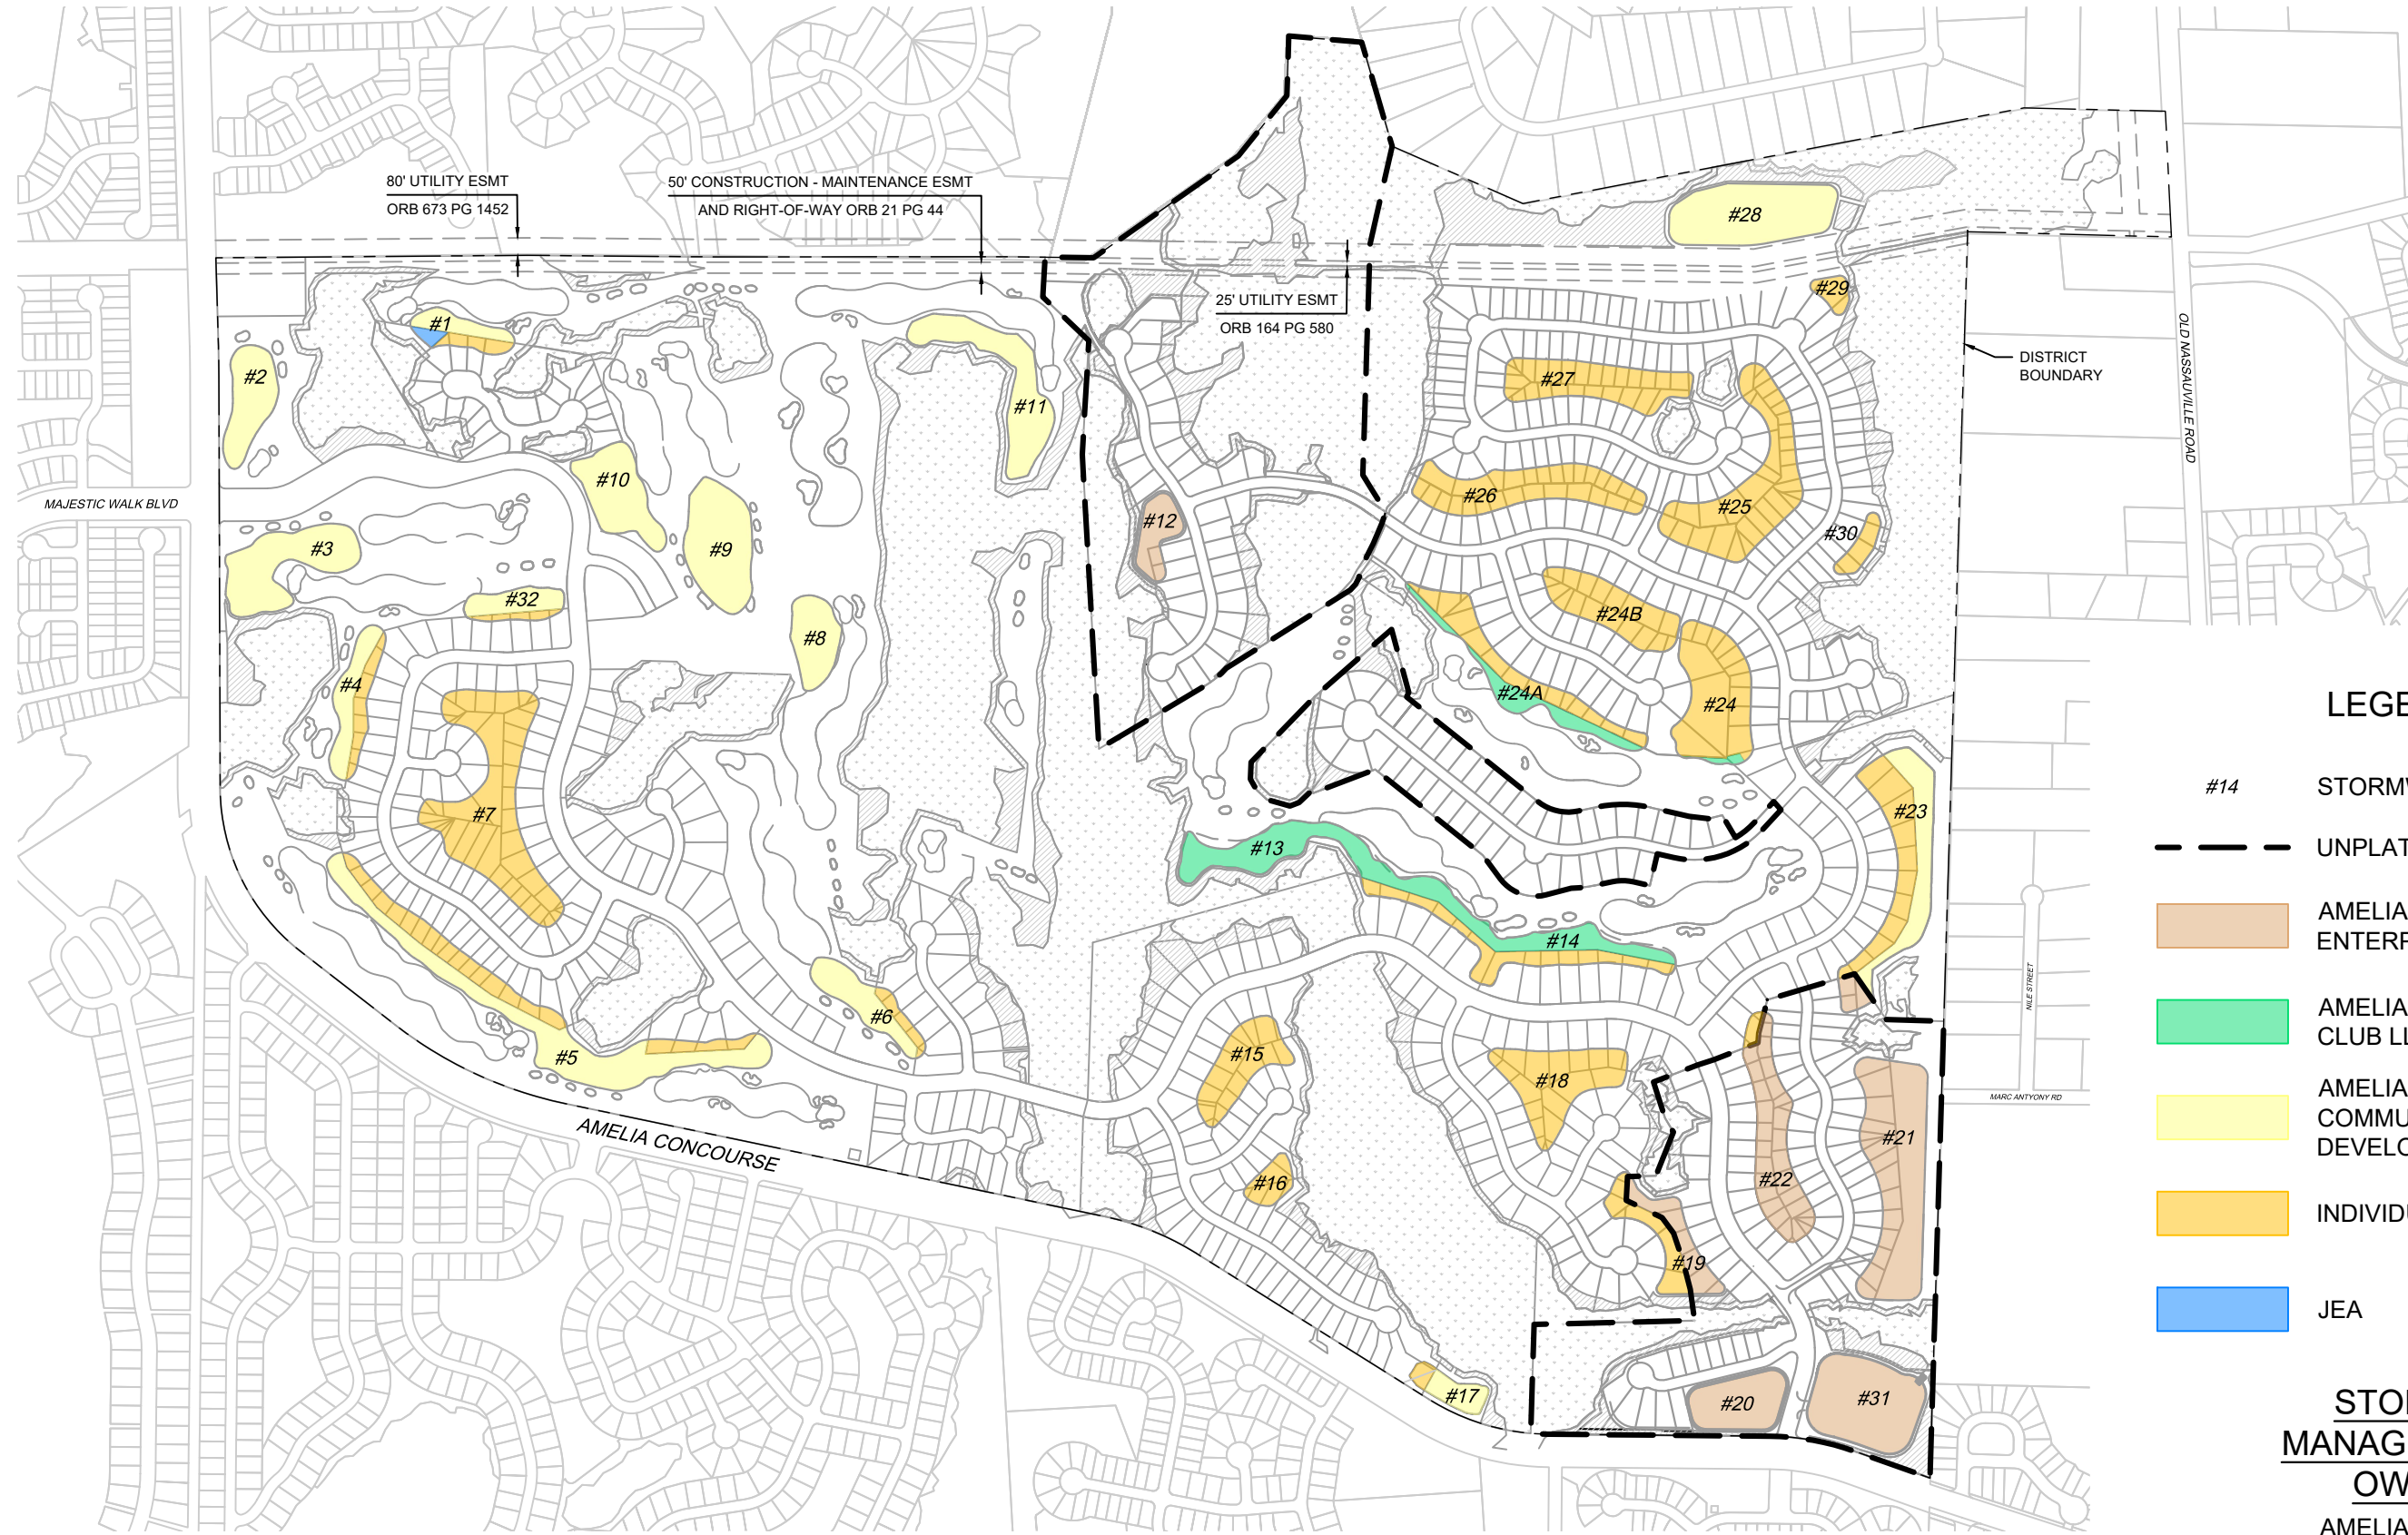 80' UTILITY ESMT
ORB 673 PG 1452
50' CONSTRUCTION - MAINTENANCE ESMT
AND RIGHT-OF-WAY ORB 21 PG 44
25' UTILITY ESMT
ORB 164 PG 580
#28
#29
#1
#2
#11
#27
DISTRICT
BOUNDARY
OLD NASSAUVILLE ROAD
MAJESTIC WALK BLVD
#10
#9
#12
#26
#25
#30
#3
#32
#8
#24B
#4
#24A
#24
#7
#13
#23
#14
#5
#6
#15
#18
#16
#22
#21
#19
#17
#20
#31
AMELIA CONCOURSE
NILE STREET
MARC ANTYONY RD
LEGE
#14
STORMW
UNPLAT
AMELIA
ENTERP
AMELIA
CLUB LL
AMELIA
COMMU
DEVELO
INDIVIDU
JEA
STO
MANAG
OW
AMELIA